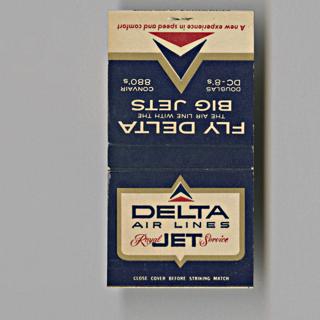 A new experience in speed and comfort
DOUGLAS CONVAIR
DC-8's 880's
FLY DELTA
THE AIR LINE WITH THE
BIG JETS
DELTA
AIR LINES
Royal JET Service
CLOSE COVER BEFORE STRIKING MATCH